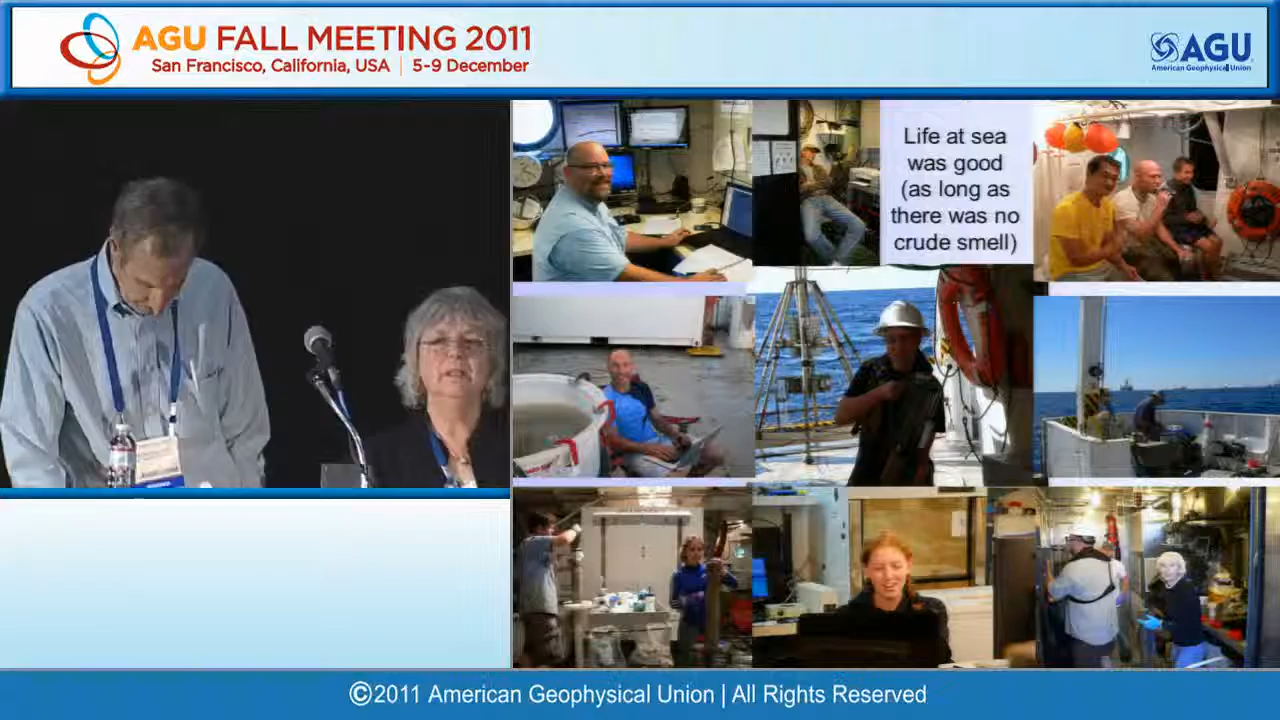 AGU FALL MEETING 2011
San Francisco, California, USA | 5-9 December
AGU
American Geophysical Union
Life at sea
was good
(as long as
there was no
crude smell)
©2011 American Geophysical Union | All Rights Reserved